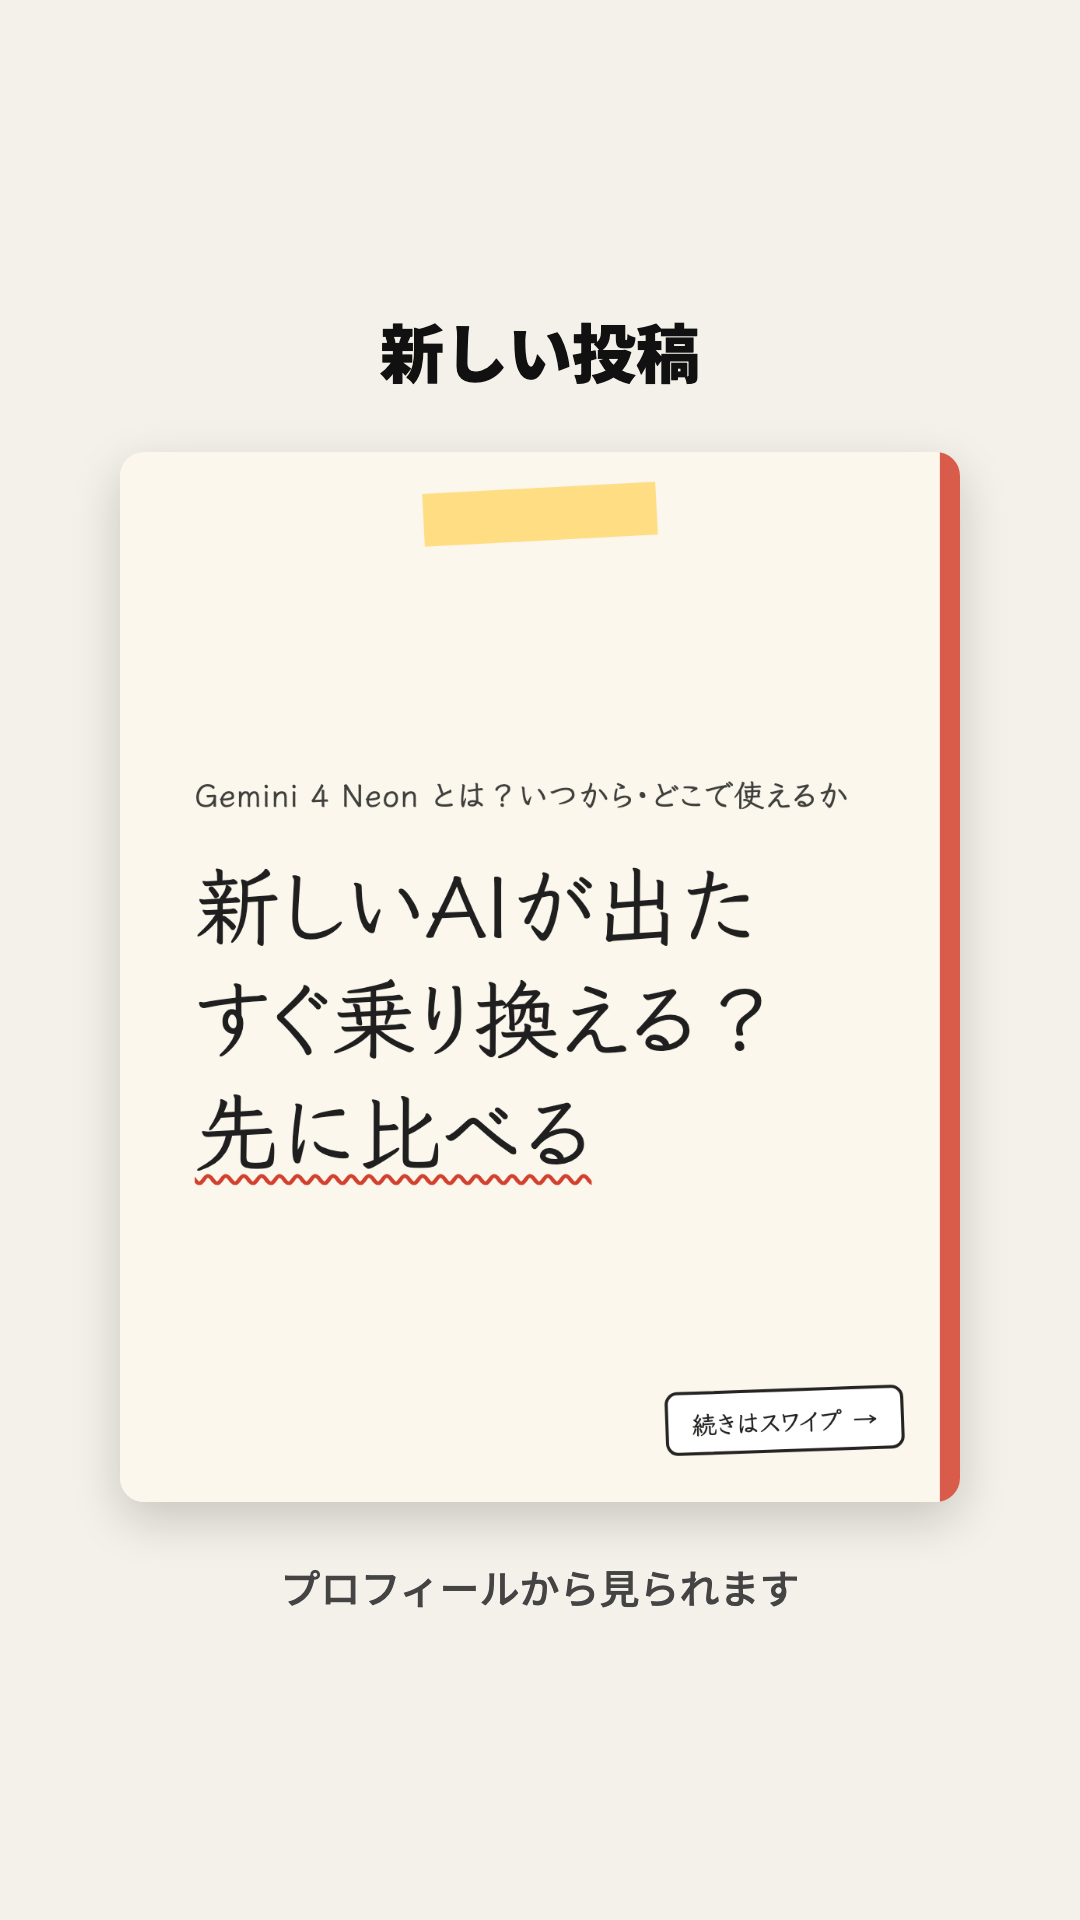 新しい投稿
Gemini 4 Neon とは？いつから・どこで使えるか
新しいAIが出た
すぐ乗り換える？
先に比べる
続きはスワイプ →
プロフィールから見られます